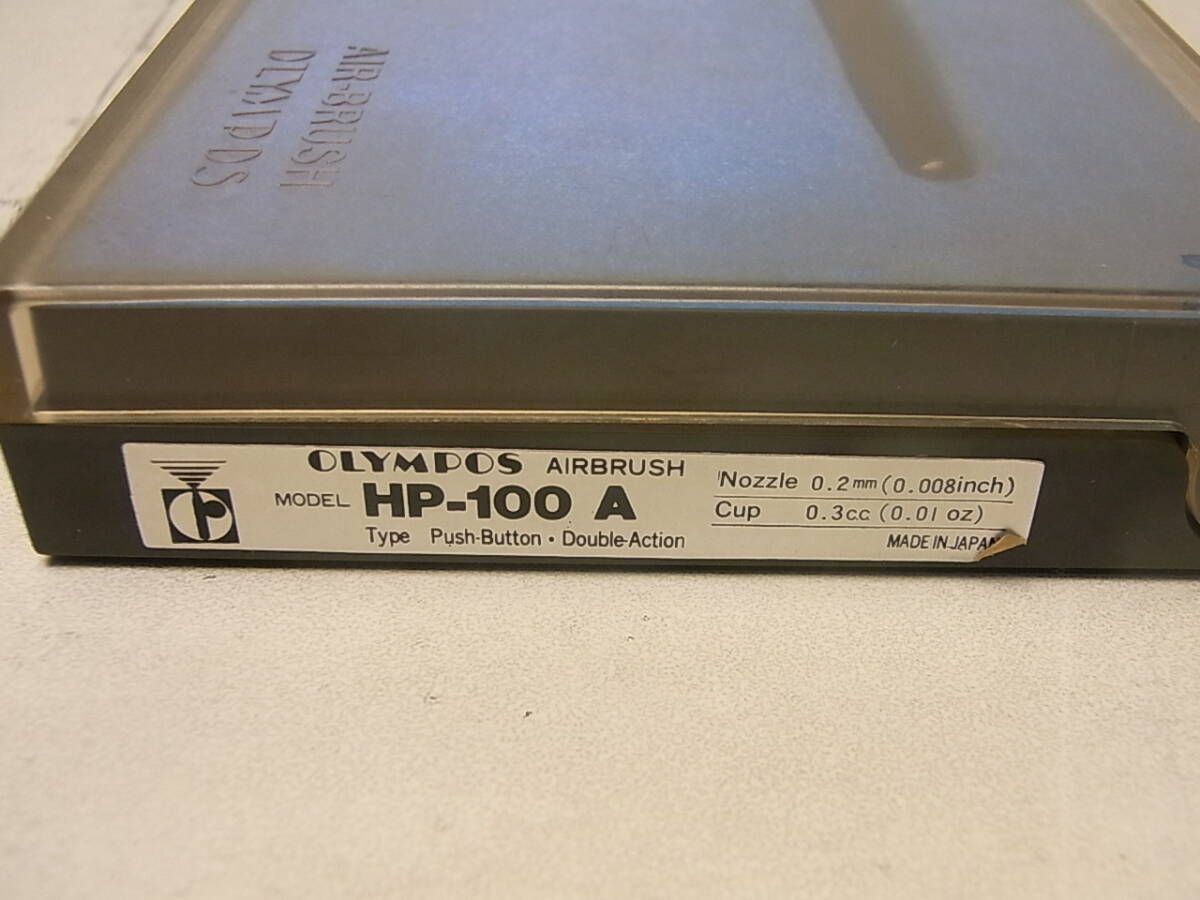 AIR-BRUSH
OLYMPOS
OLYMPOS AIRBRUSH
MODEL HP-100 A
Type Push-Button • Double-Action
Nozzle 0.2mm (0.008inch)
Cup 0.3c.c. (0.01 oz)
MADE IN JAPAN